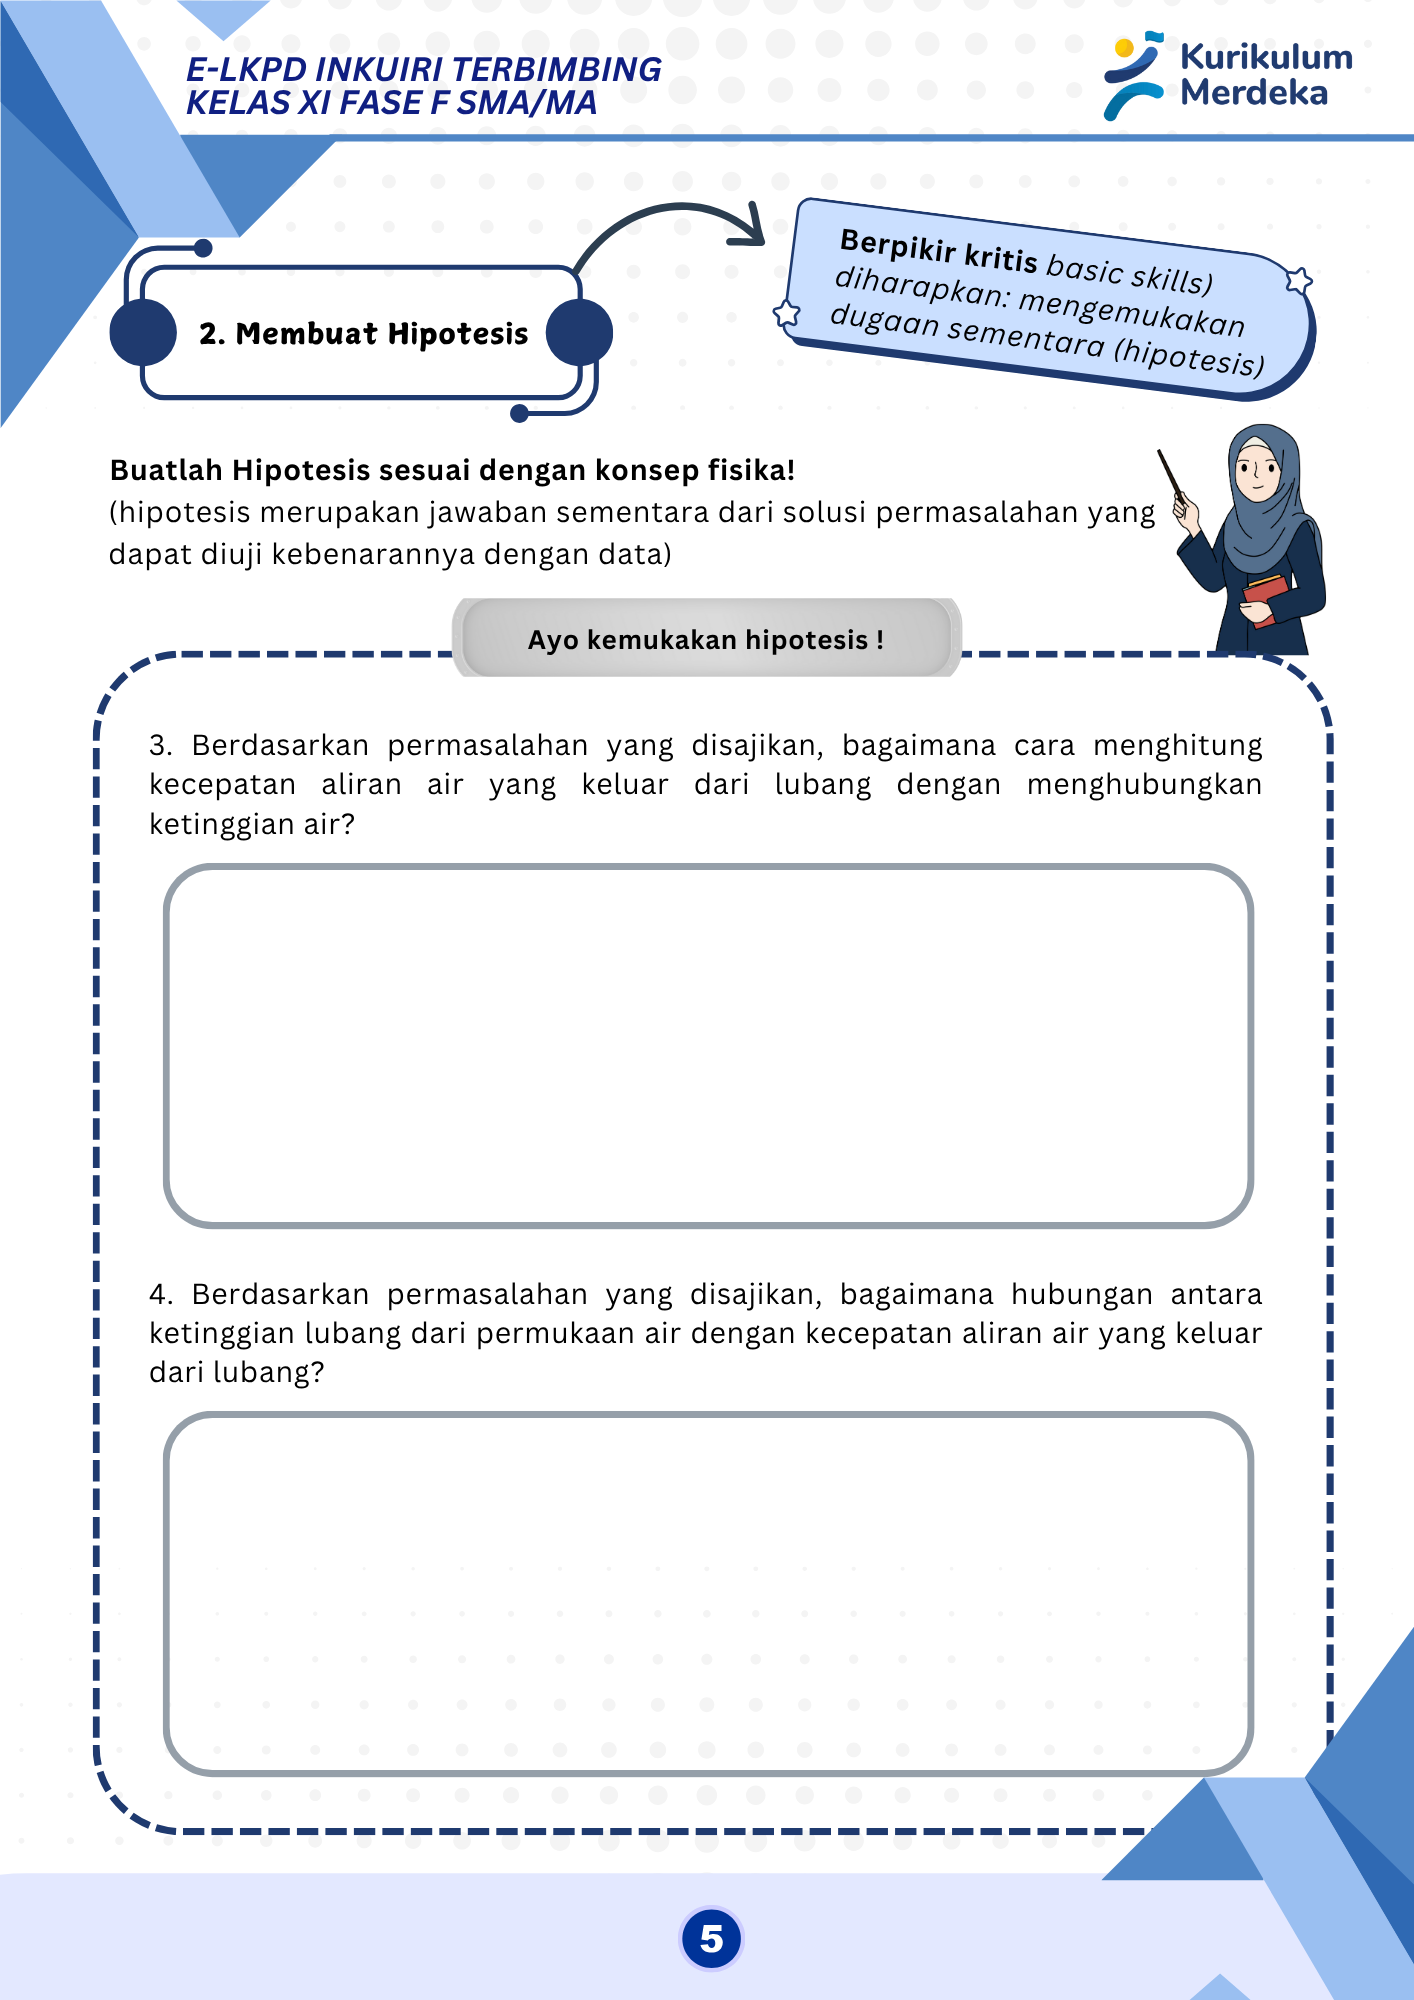 E-LKPD INKUIRI TERBIMBING
KELAS XI FASE F SMA/MA
Kurikulum
Merdeka
2. Membuat Hipotesis
Berpikir kritis basic skills)
diharapkan: mengemukakan
dugaan sementara (hipotesis)
Buatlah Hipotesis sesuai dengan konsep fisika!
(hipotesis merupakan jawaban sementara dari solusi permasalahan yang
dapat diuji kebenarannya dengan data)
Ayo kemukakan hipotesis !
3. Berdasarkan permasalahan yang disajikan, bagaimana cara menghitung
kecepatan aliran air yang keluar dari lubang dengan menghubungkan
ketinggian air?
4. Berdasarkan permasalahan yang disajikan, bagaimana hubungan antara
ketinggian lubang dari permukaan air dengan kecepatan aliran air yang keluar
dari lubang?
5